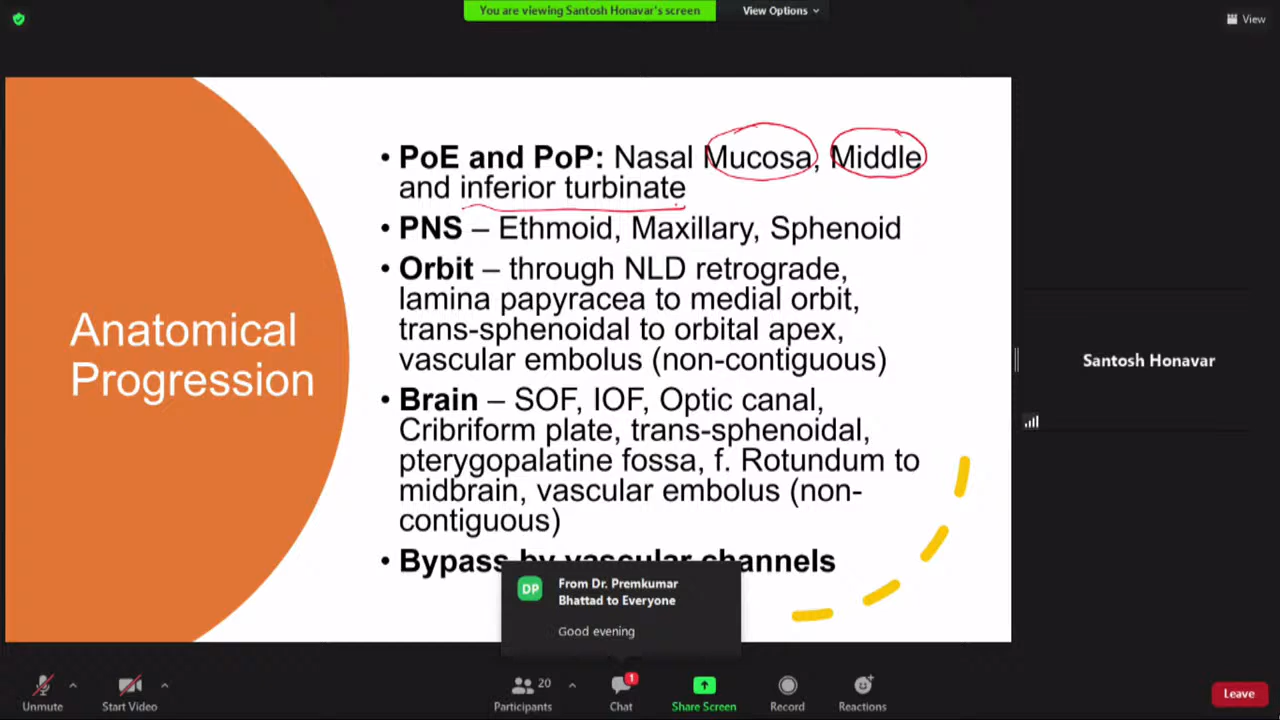 You are viewing Santosh Honavar's screen
View Options
View
• PoE and PoP: Nasal Mucosa, Middle
and inferior turbinate
• PNS – Ethmoid, Maxillary, Sphenoid
• Orbit – through NLD retrograde,
lamina papyracea to medial orbit,
trans-sphenoidal to orbital apex,
vascular embolus (non-contiguous)
• Brain – SOF, IOF, Optic canal,
Cribriform plate, trans-sphenoidal,
pterygopalatine fossa, f. Rotundum to
midbrain, vascular embolus (non-
contiguous)
• Bypass by vascular channels
Anatomical
Progression
Santosh Honavar
DP
From Dr. Premkumar
Bhattad to Everyone
Good evening
Unmute
Start Video
20
Participants
1
Chat
Share Screen
Record
Reactions
Leave